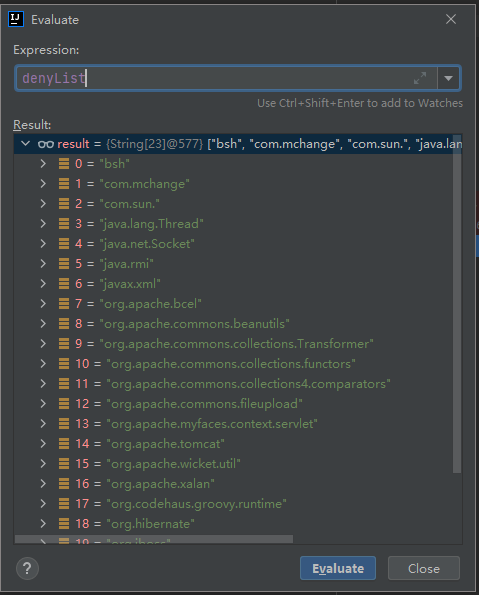 Evaluate
Expression:
denyList
Use Ctrl+Shift+Enter to add to Watches
Result:
result = {String[23]@577} ["bsh", "com.mchange", "com.sun.", "java.lan
0 = "bsh"
1 = "com.mchange"
2 = "com.sun."
3 = "java.lang.Thread"
4 = "java.net.Socket"
5 = "java.rmi"
6 = "javax.xml"
7 = "org.apache.bcel"
8 = "org.apache.commons.beanutils"
9 = "org.apache.commons.collections.Transformer"
10 = "org.apache.commons.collections.functors"
11 = "org.apache.commons.collections4.comparators"
12 = "org.apache.commons.fileupload"
13 = "org.apache.myfaces.context.servlet"
14 = "org.apache.tomcat"
15 = "org.apache.wicket.util"
16 = "org.apache.xalan"
17 = "org.codehaus.groovy.runtime"
18 = "org.hibernate"
? Evaluate Close